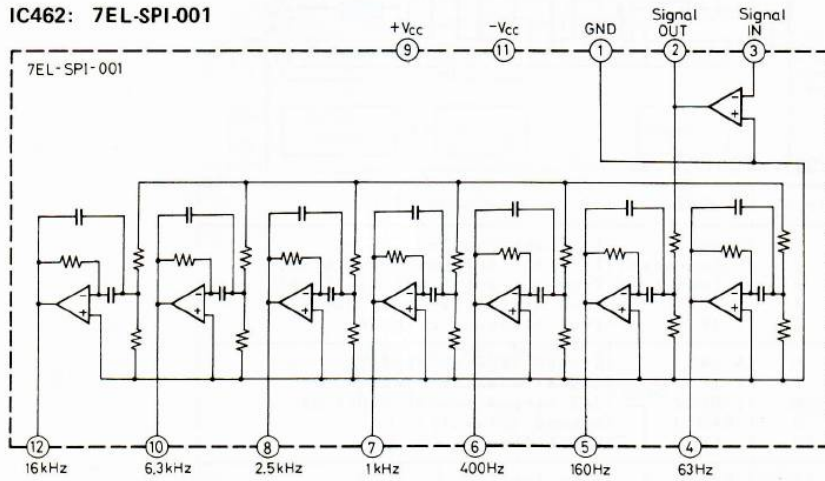 IC462: 7EL-SPI-001
+Vcc -Vcc GND Signal OUT Signal IN
9 11 1 2 3
7EL-SPI-001
- +
- + - + - + - + - + - + - +
12 10 8 7 6 5 4
16kHz 6,3kHz 2.5kHz 1kHz 400Hz 160Hz 63Hz